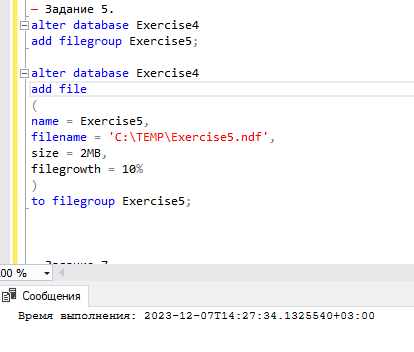 — Задание 5.
alter database Exercise4
add filegroup Exercise5;
alter database Exercise4
add file
(
name = Exercise5,
filename = 'C:\TEMP\Exercise5.ndf',
size = 2MB,
filegrowth = 10%
)
to filegroup Exercise5;
Задание 7
00 %
Сообщения
Время выполнения: 2023-12-07T14:27:34.1325540+03:00